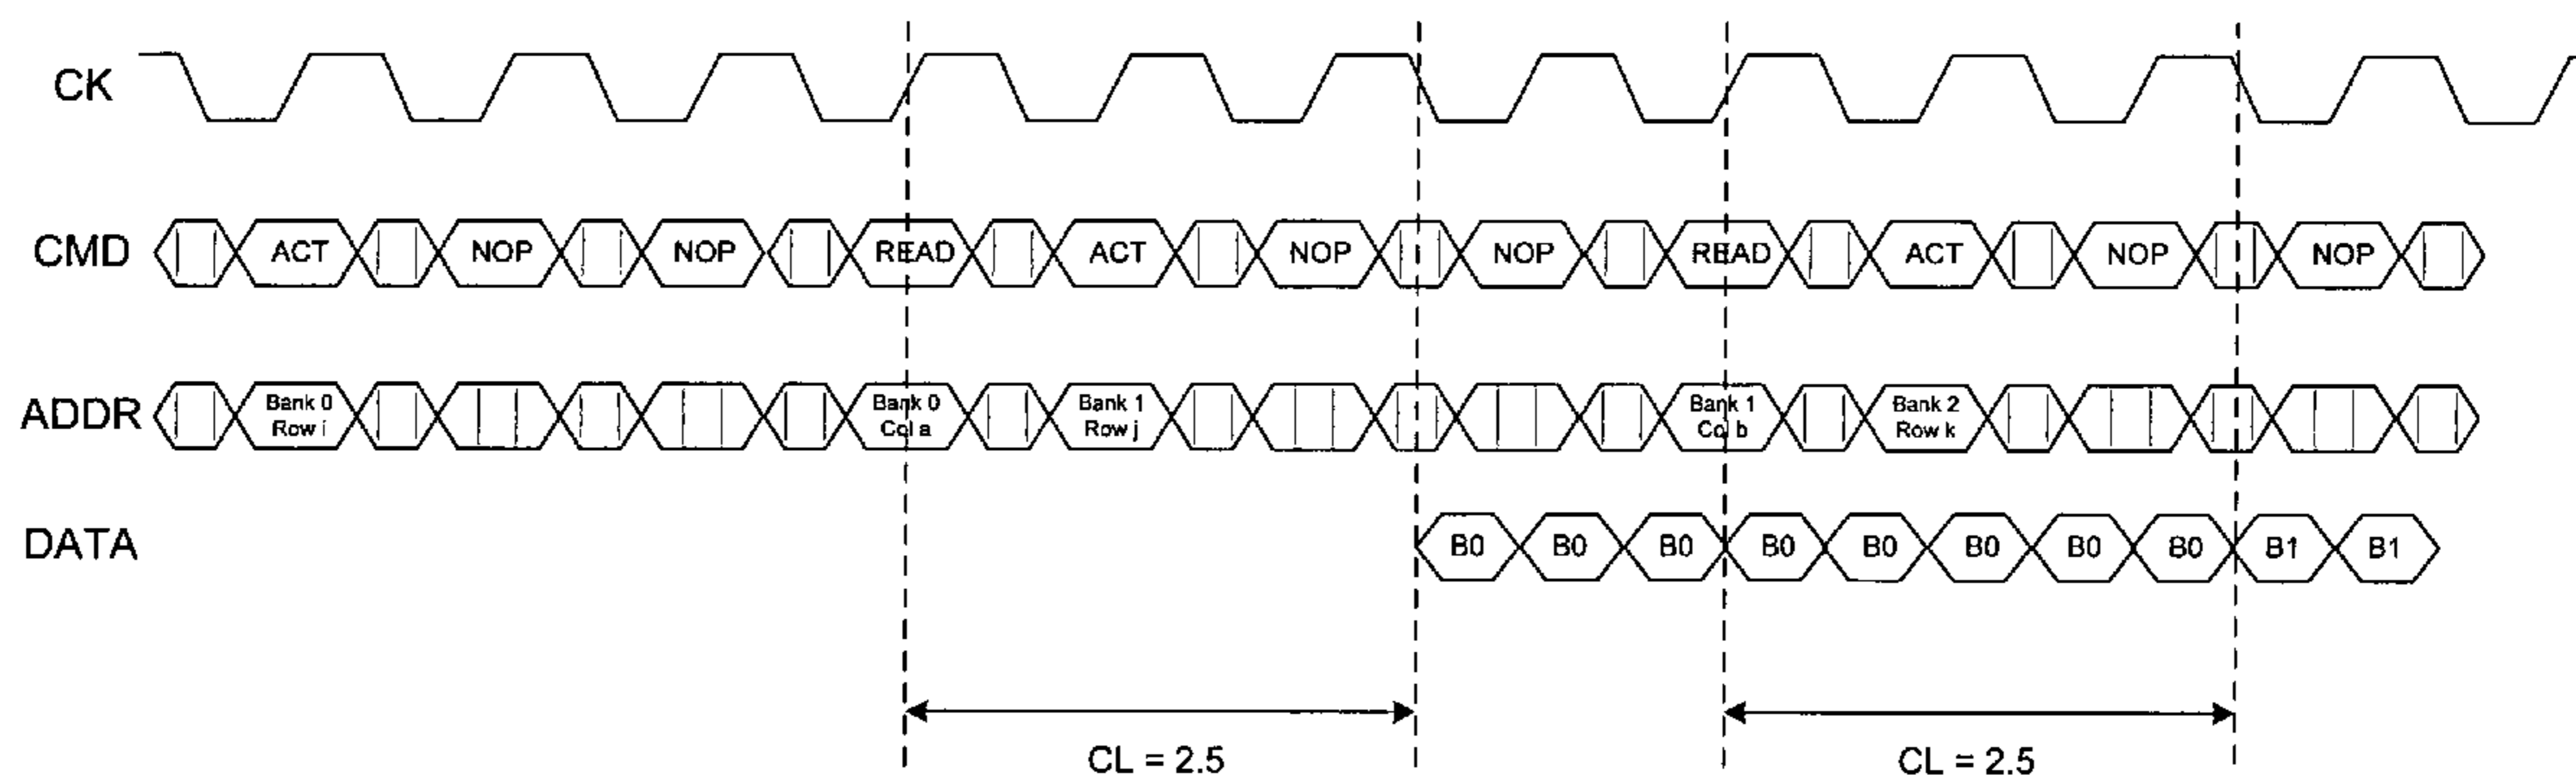 CK
CMD
ACT
NOP
NOP
READ
ACT
NOP
NOP
READ
ACT
NOP
NOP
ADDR
Bank 0
Row i
Bank 0
Col a
Bank 1
Row j
Bank 1
Col b
Bank 2
Row k
DATA
B0
B0
B0
B0
B0
B0
B0
B0
B1
B1
CL = 2.5
CL = 2.5